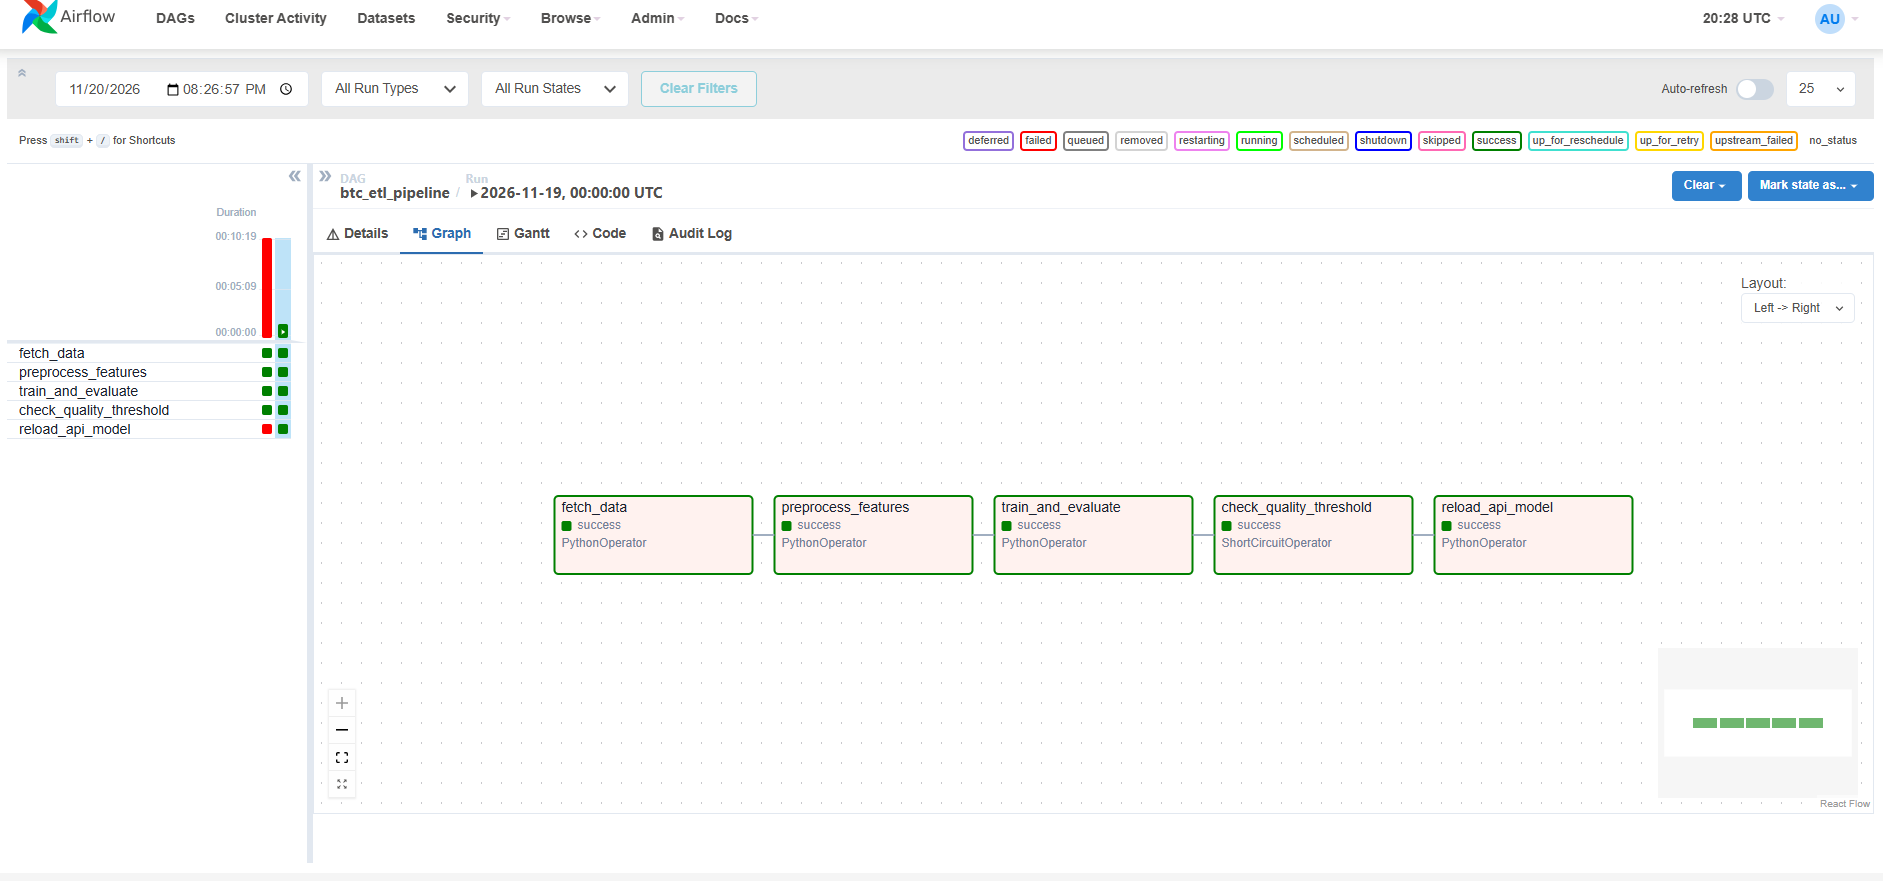 Airflow
DAGs
Cluster Activity
Datasets
Security
Browse
Admin
Docs
20:28 UTC
AU
11/20/2026 08:26:57 PM
All Run Types
All Run States
Clear Filters
Auto-refresh
25
Press shift + / for Shortcuts
deferred
failed
queued
removed
restarting
running
scheduled
shutdown
skipped
success
up_for_reschedule
up_for_retry
upstream_failed
no_status
DAG
btc_etl_pipeline /
Run
2026-11-19, 00:00:00 UTC
Clear
Mark state as...
Duration
00:10:19
00:05:09
00:00:00
fetch_data
preprocess_features
train_and_evaluate
check_quality_threshold
reload_api_model
Details
Graph
Gantt
Code
Audit Log
Layout:
Left -> Right
fetch_data
success
PythonOperator
preprocess_features
success
PythonOperator
train_and_evaluate
success
PythonOperator
check_quality_threshold
success
ShortCircuitOperator
reload_api_model
success
PythonOperator
React Flow